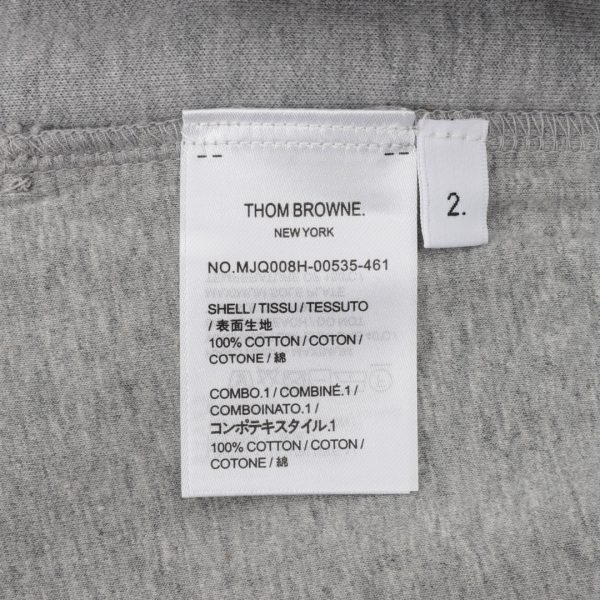 THOM BROWNE.
NEW YORK
2.
NO.MJQ008H-00535-461
SHELL / TISSU / TESSUTO
/ 表面生地
100% COTTON / COTON /
COTONE / 綿
COMBO.1 / COMBINÉ.1 /
COMBOINATO.1 /
コンポテキスタイル.1
100% COTTON / COTON /
COTONE / 綿